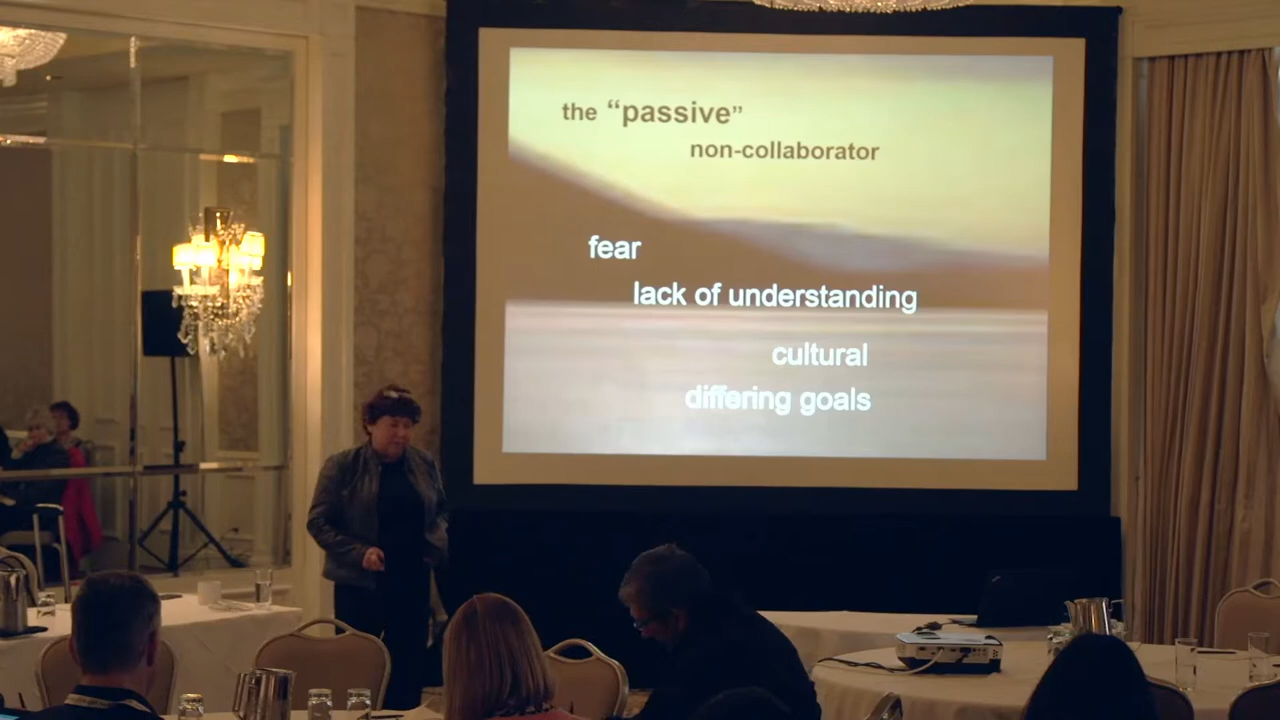 the “passive”
non-collaborator
fear
lack of understanding
cultural
differing goals